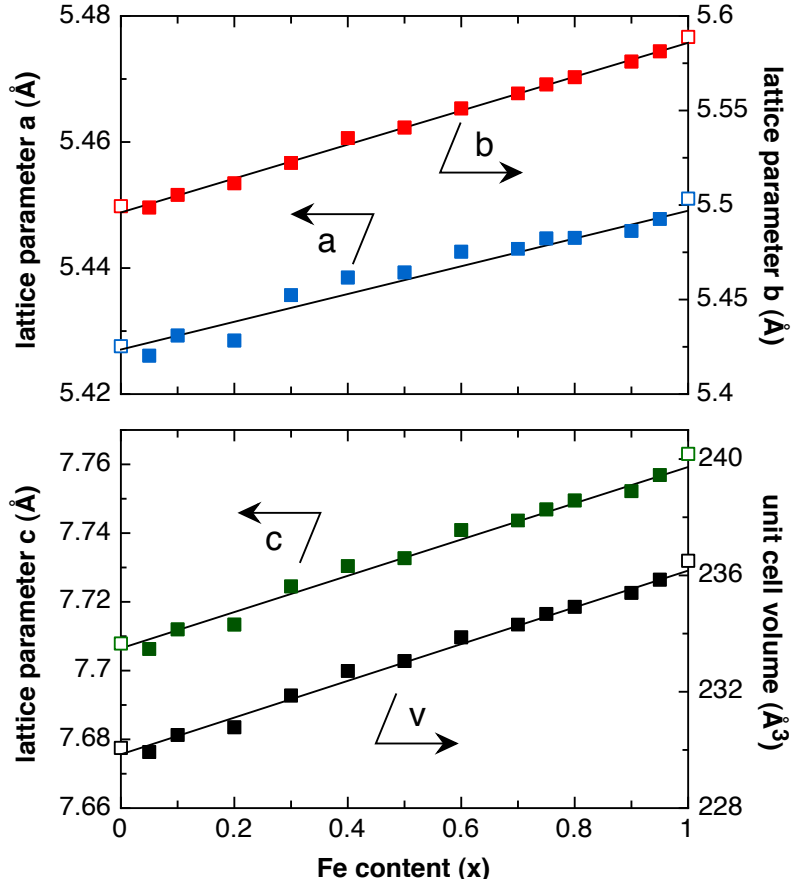 5.48
5.46
5.44
5.42
lattice parameter a (Å)
b
a
5.6
5.55
5.5
5.45
5.4
lattice parameter b (Å)
7.76
7.74
7.72
7.7
7.68
7.66
lattice parameter c (Å)
c
v
240
236
232
228
unit cell volume (Å³)
0 0.2 0.4 0.6 0.8 1
Fe content (x)